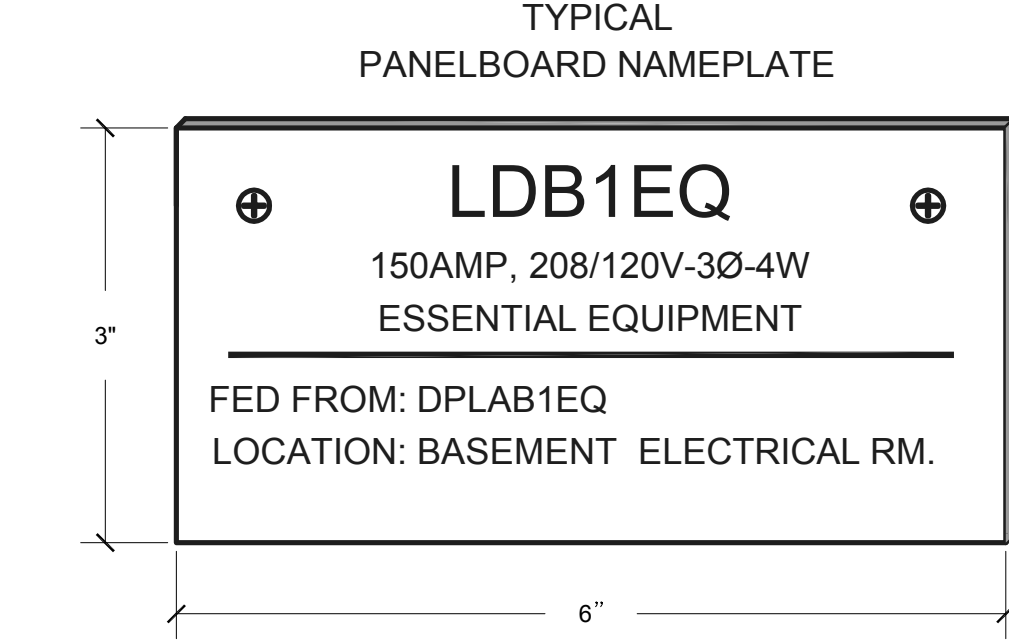 TYPICAL
PANELBOARD NAMEPLATE
LDB1EQ
150AMP, 208/120V-3Ø-4W
ESSENTIAL EQUIPMENT
3"
FED FROM: DPLAB1EQ
LOCATION: BASEMENT ELECTRICAL RM.
6”